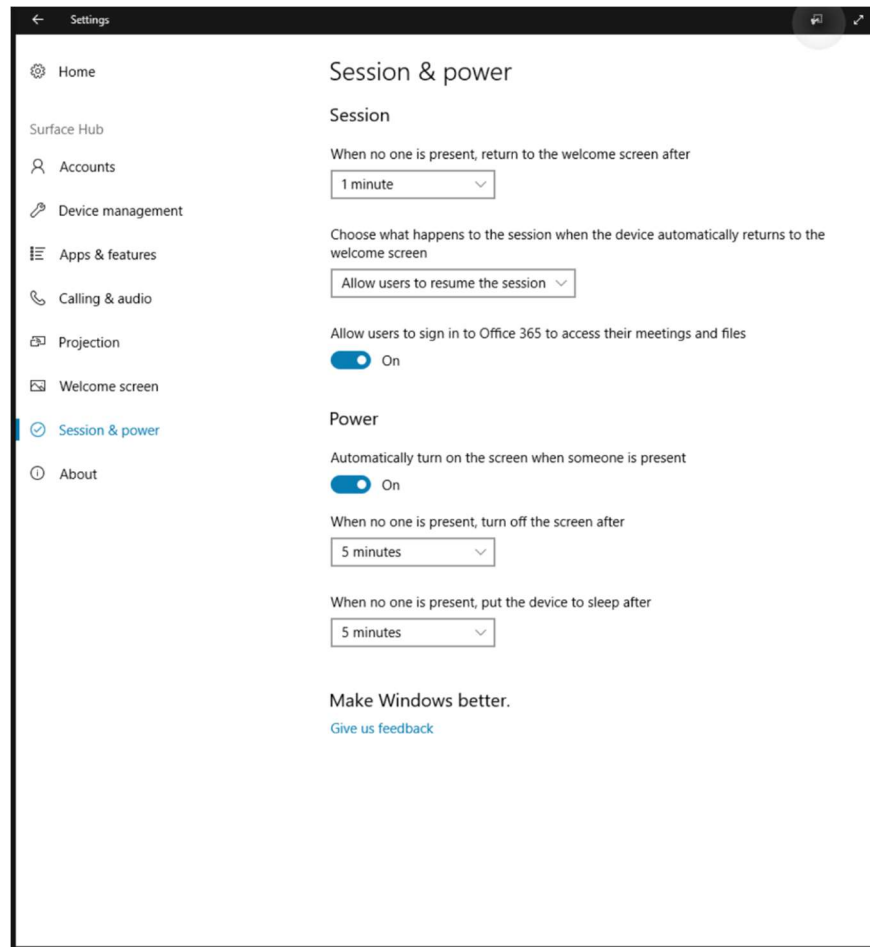 Settings
Home
Surface Hub
Accounts
Device management
Apps & features
Calling & audio
Projection
Welcome screen
Session & power
About
Session & power
Session
When no one is present, return to the welcome screen after
1 minute
Choose what happens to the session when the device automatically returns to the
welcome screen
Allow users to resume the session
Allow users to sign in to Office 365 to access their meetings and files
On
Power
Automatically turn on the screen when someone is present
On
When no one is present, turn off the screen after
5 minutes
When no one is present, put the device to sleep after
5 minutes
Make Windows better.
Give us feedback